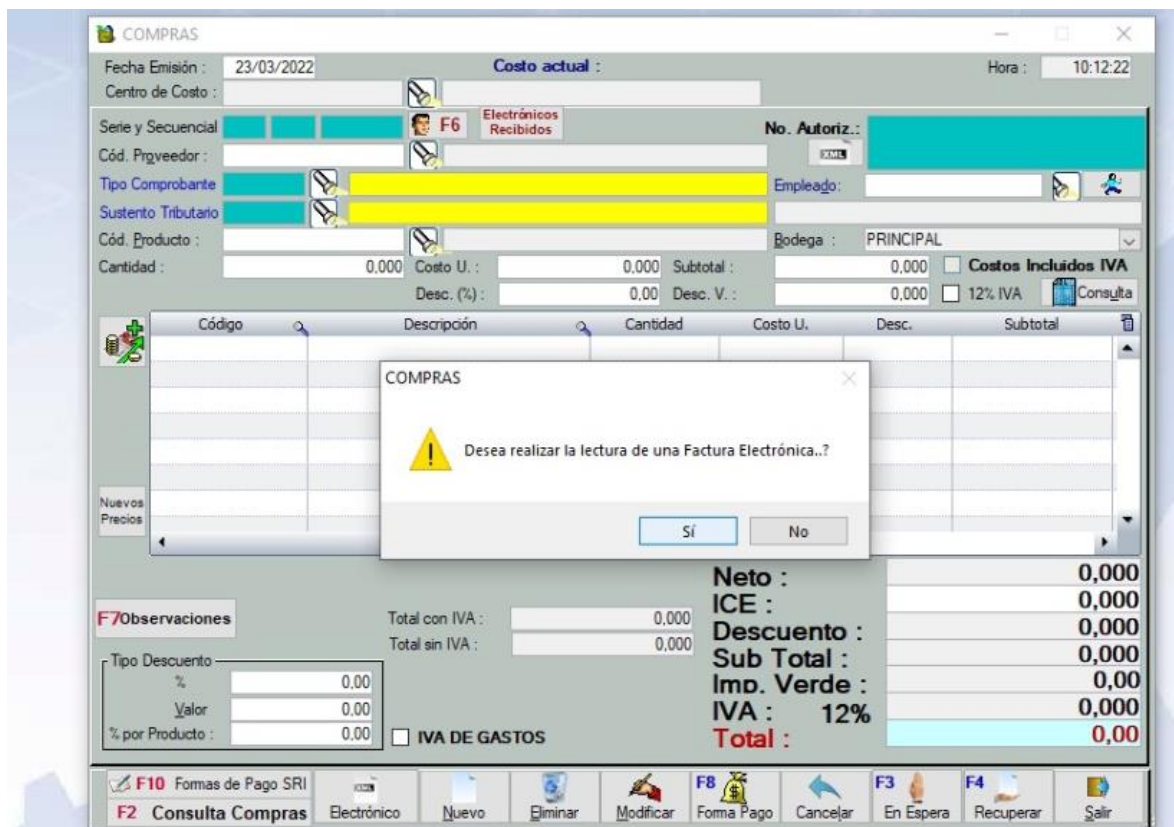 COMPRAS
Fecha Emisión : 23/03/2022 Costo actual : Hora : 10:12:22
Centro de Costo :
Serie y Secuencial F6 Electrónicos Recibidos No. Autoriz.:
XML
Cód. Proveedor :
Tipo Comprobante Empleado:
Sustento Tributario
Cód. Producto : Bodega : PRINCIPAL
Cantidad : 0,000 Costo U. : 0,000 Subtotal : 0,000 Costos Incluidos IVA
Desc. (%) : 0,00 Desc. V. : 0,000 12% IVA Consulta
Código Descripción Cantidad Costo U. Desc. Subtotal
COMPRAS
Desea realizar la lectura de una Factura Electrónica..?
Sí No
Nuevos
Precios
Neto : 0,000
ICE : 0,000
F7Observaciones Total con IVA : 0,000 Descuento : 0,000
Total sin IVA : 0,000 Sub Total : 0,000
Tipo Descuento
% 0,00 Imp. Verde : 0,00
Valor 0,00 IVA : 12% 0,000
% por Producto : 0,00 IVA DE GASTOS Total : 0,00
F10 Formas de Pago SRI
F2 Consulta Compras Electrónico Nuevo Eliminar Modificar F8 Forma Pago Cancelar F3 En Espera F4 Recuperar Salir